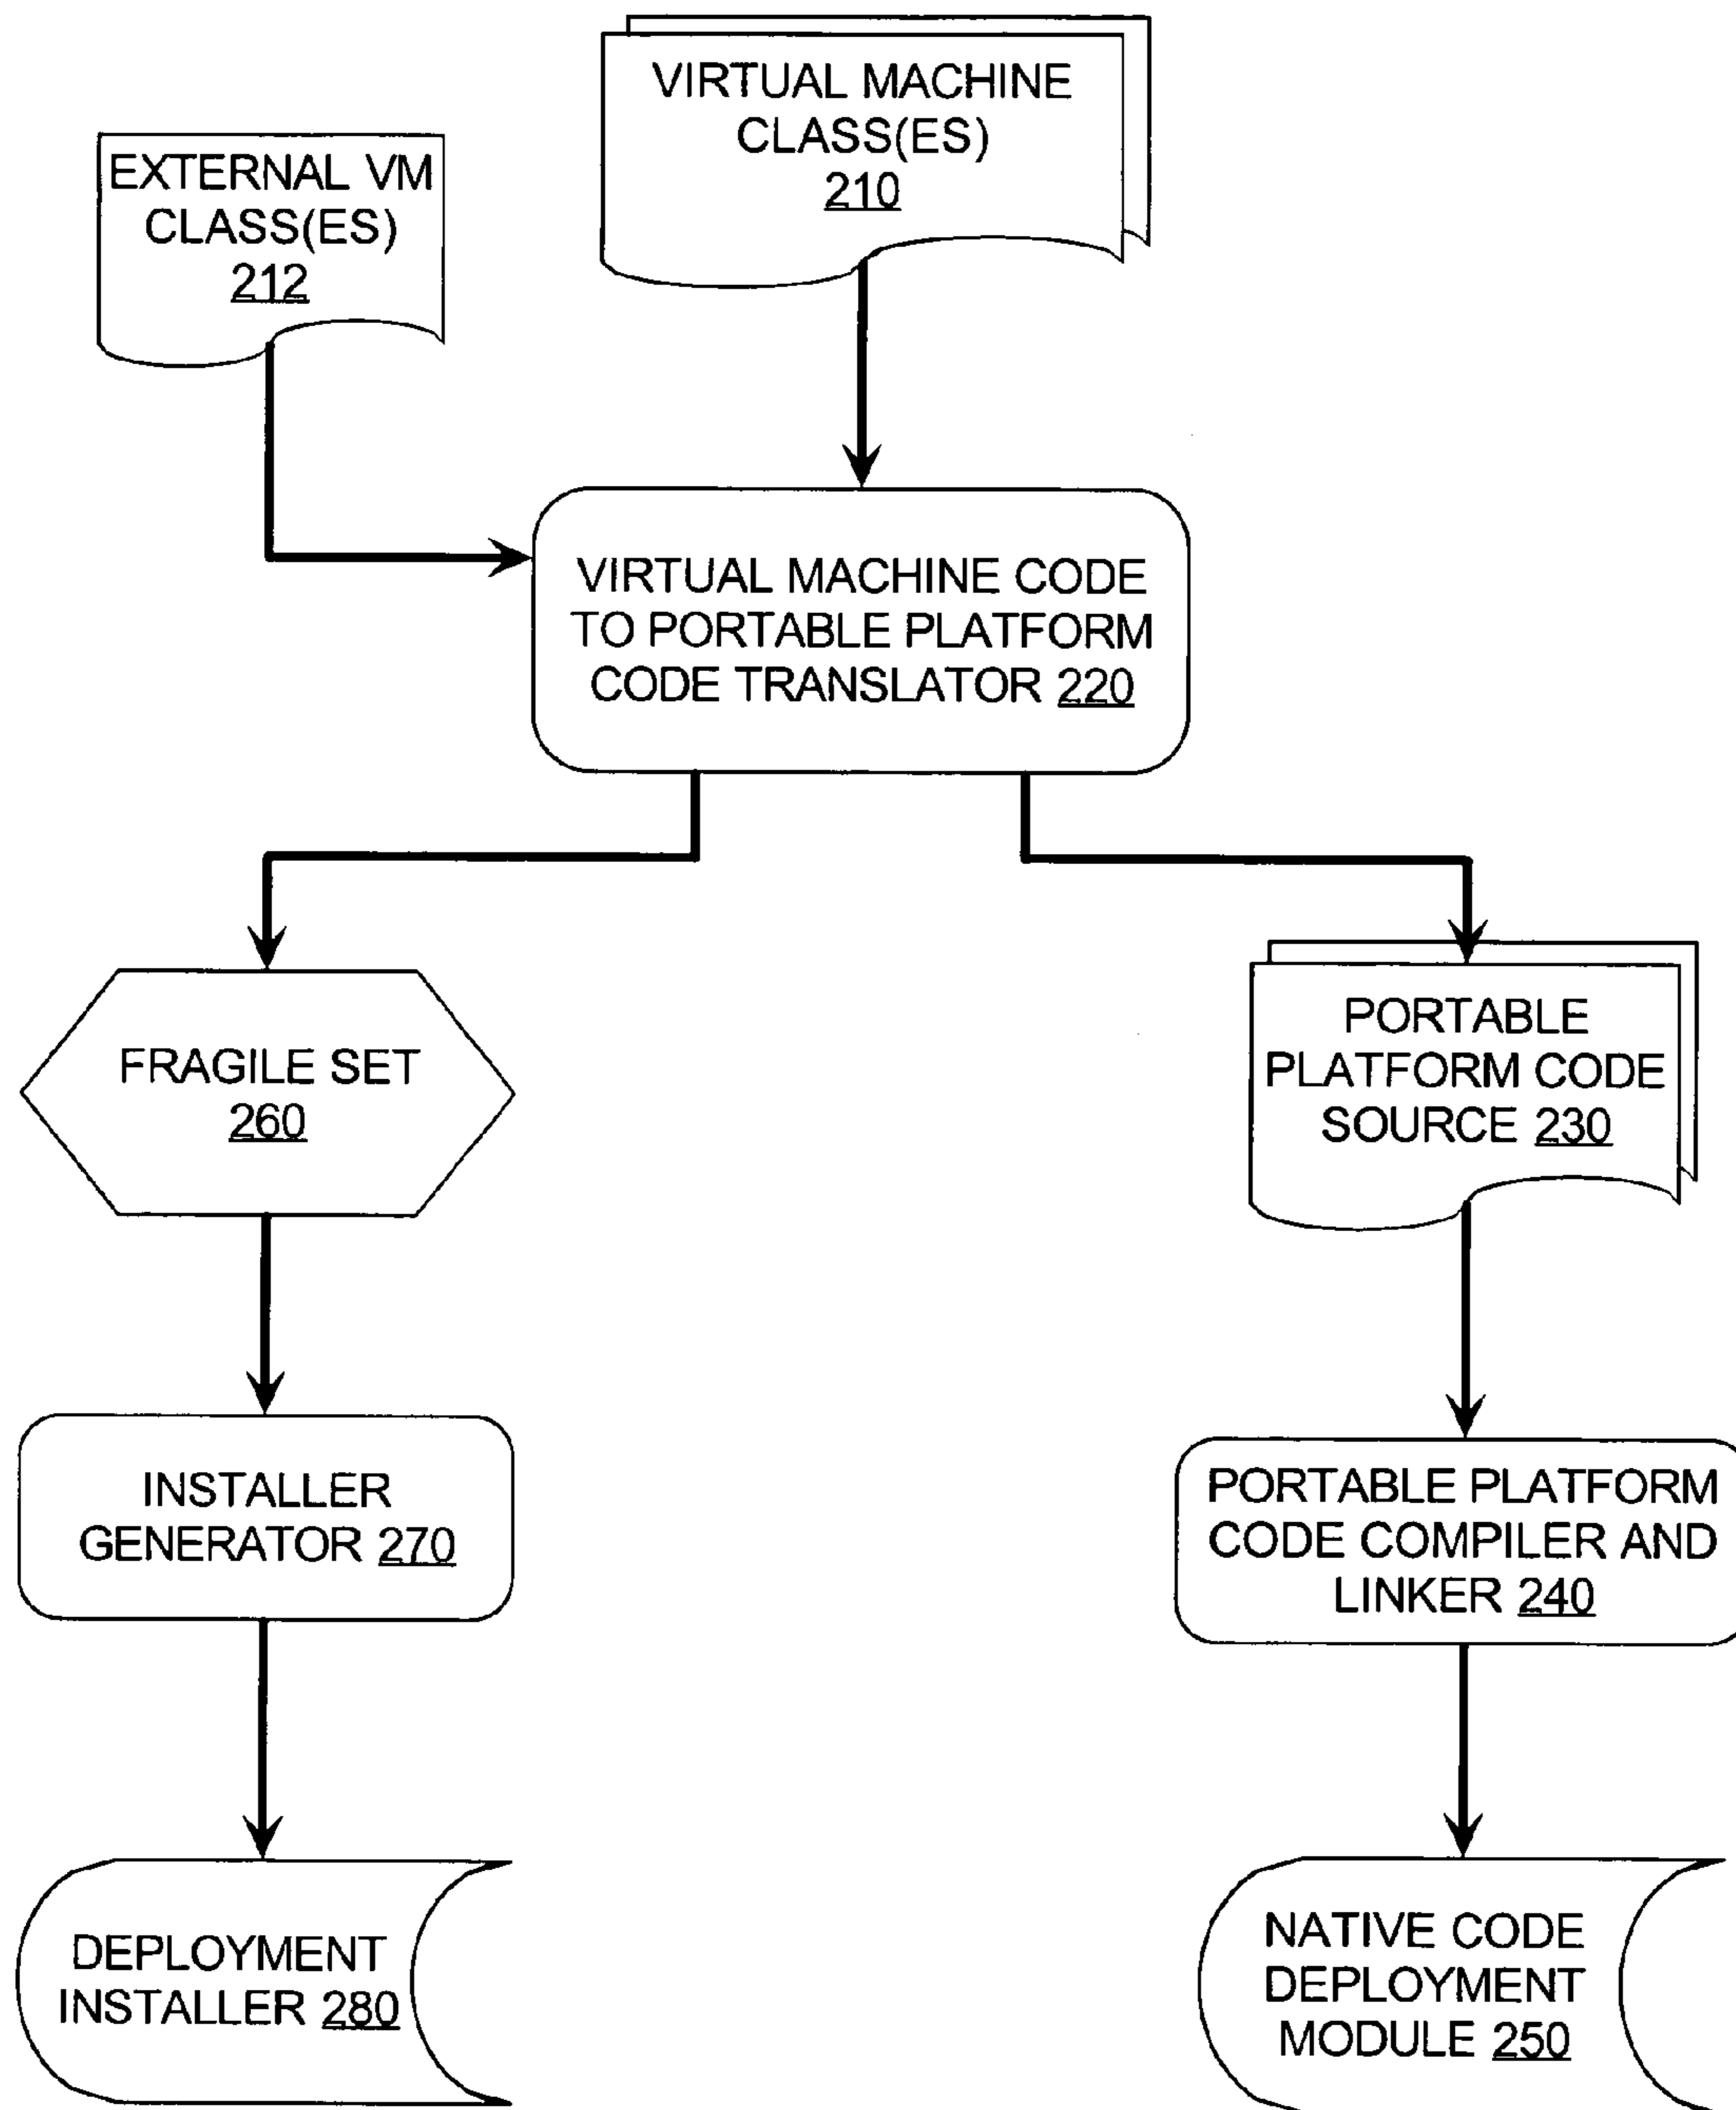 VIRTUAL MACHINE
CLASS(ES)
210
EXTERNAL VM
CLASS(ES)
212
VIRTUAL MACHINE CODE
TO PORTABLE PLATFORM
CODE TRANSLATOR 220
FRAGILE SET
260
PORTABLE
PLATFORM CODE
SOURCE 230
INSTALLER
GENERATOR 270
PORTABLE PLATFORM
CODE COMPILER AND
LINKER 240
DEPLOYMENT
INSTALLER 280
NATIVE CODE
DEPLOYMENT
MODULE 250